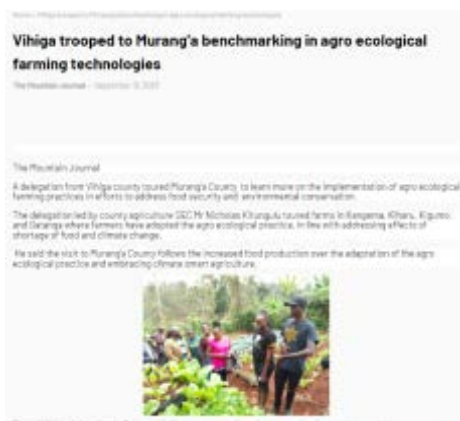 Vihiga trooped to Murang'a benchmarking in agro ecological
farming technologies
The Mountain Journal - September
The Mountain Journal
A delegation from Vihiga county toured Murang'a County to learn more on the implementation of agro ecological
farming practices in efforts to address food security and environmental conservation.
The delegation led by county agriculture CEC Mr Nicholas Kitungulu toured farms in Kangema, Kiharu, Kigumo
and Gatanga where farmers have adopted the agro ecological practice, in line with addressing effects of
shortage of food and climate change.
He said the visit to Murang'a County follows the increased food production over the adaptation of the agro
ecological practice and embracing climate smart agriculture.